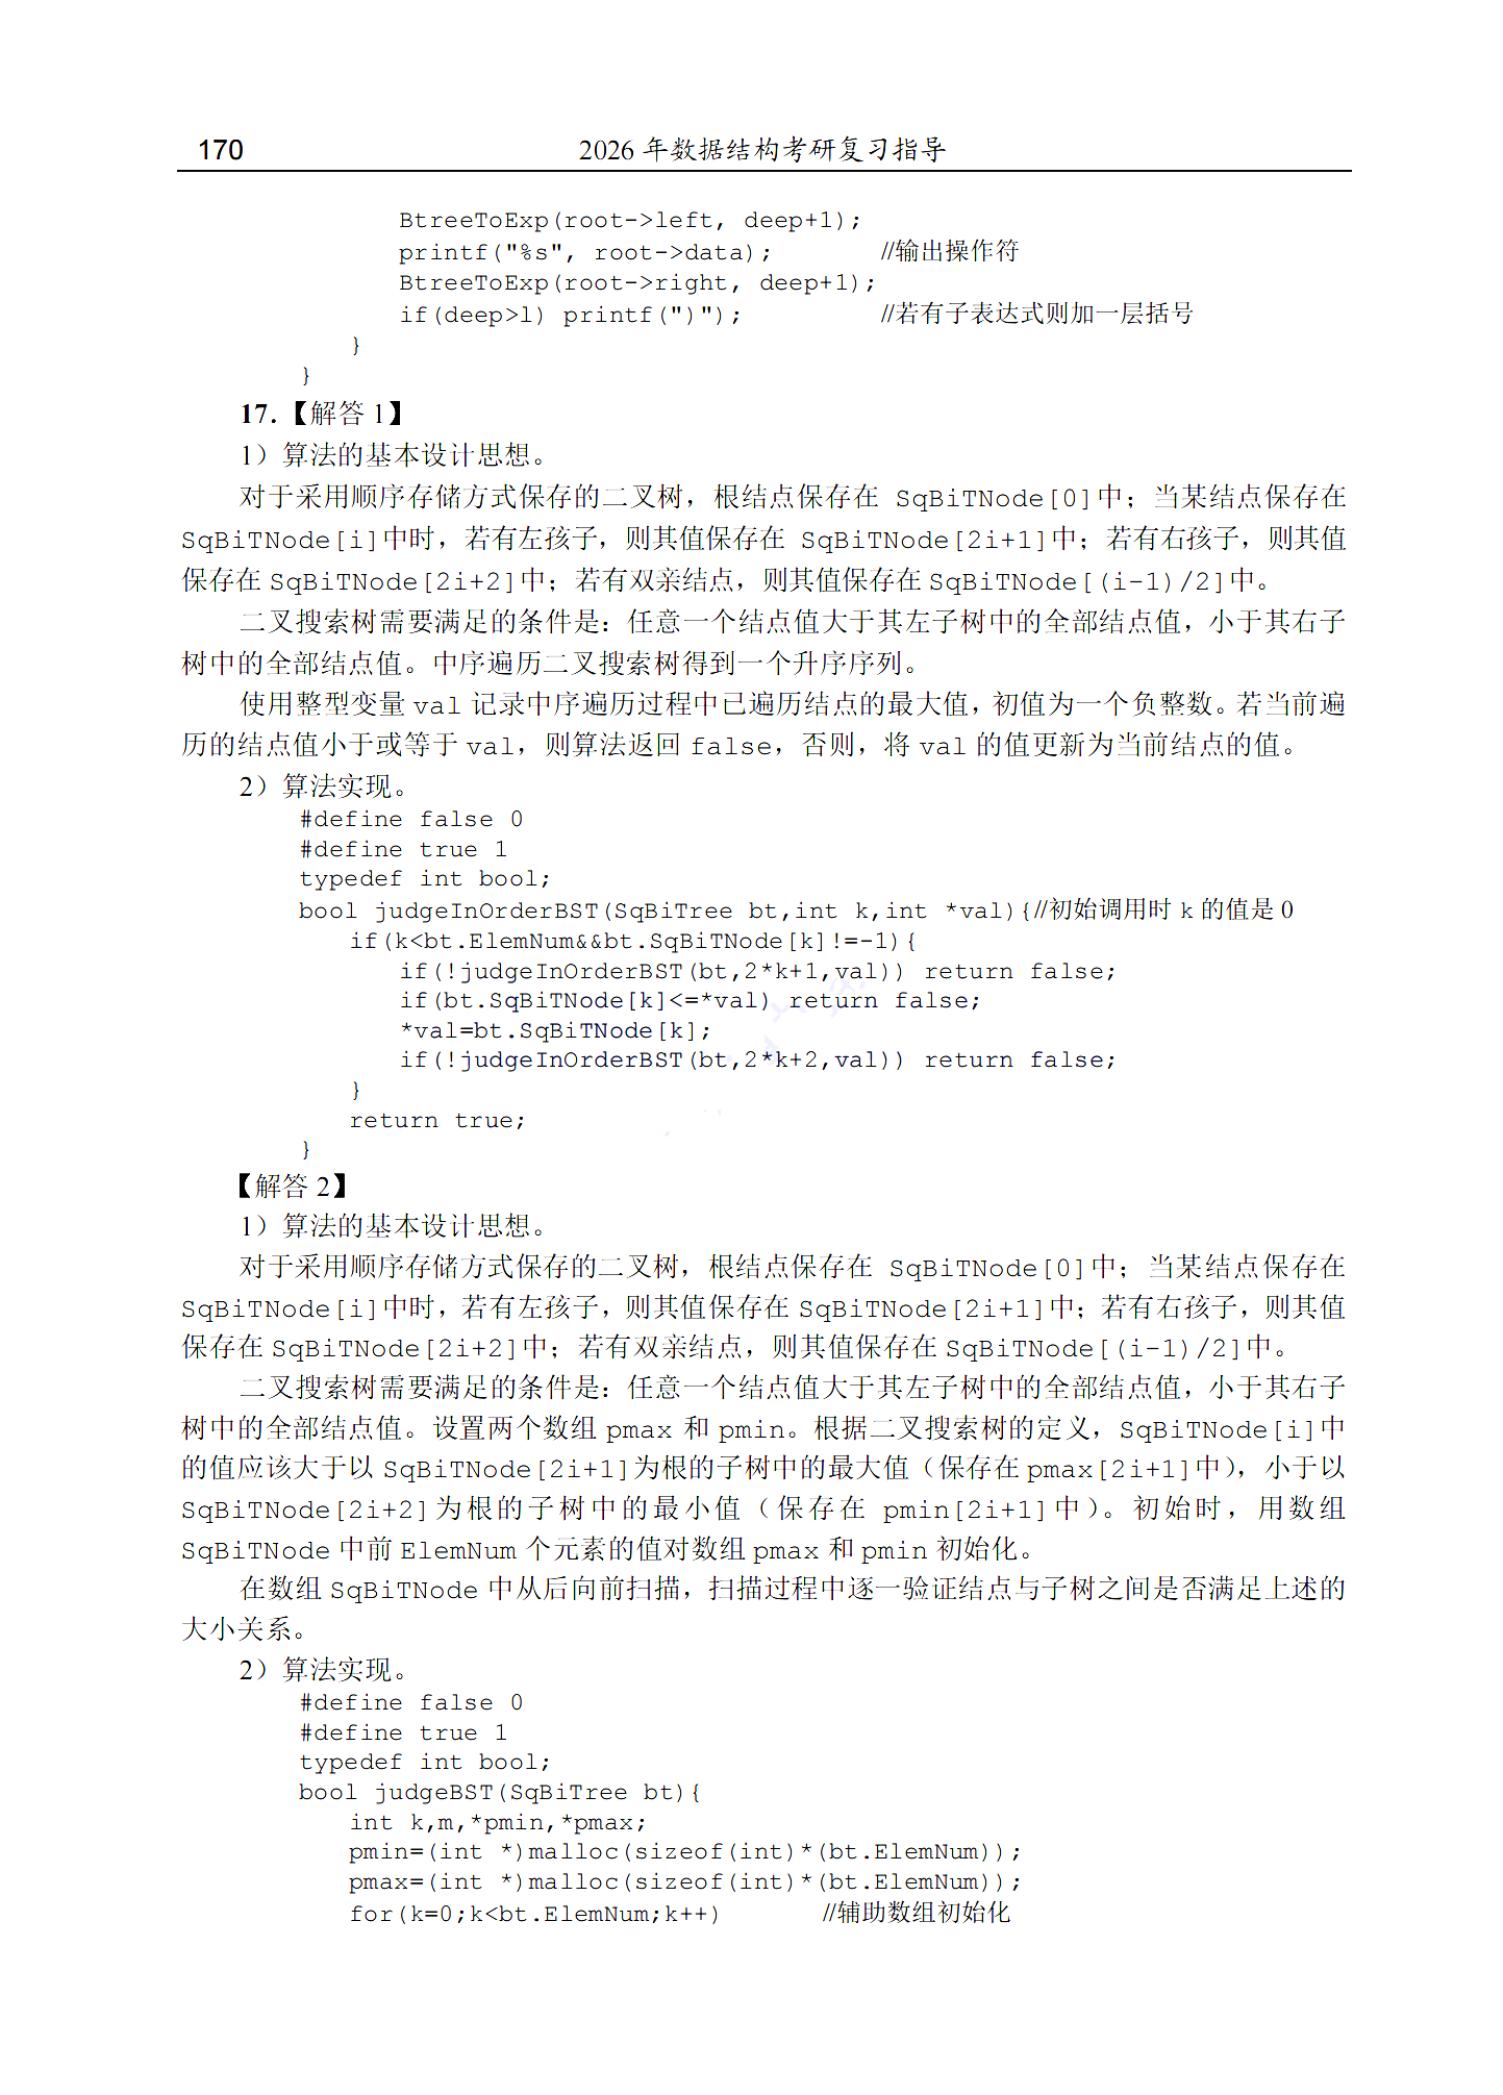 170 2026 年数据结构考研复习指导
BtreeToExp(root->left, deep+1);
printf("%s", root->data); //输出操作符
BtreeToExp(root->right, deep+1);
if(deep>1) printf(")"); //若有子表达式则加一层括号
}
}
17.【解答 1】
1）算法的基本设计思想。
对于采用顺序存储方式保存的二叉树，根结点保存在 SqBiTNode[0]中；当某结点保存在
SqBiTNode[i]中时，若有左孩子，则其值保存在 SqBiTNode[2i+1]中；若有右孩子，则其值
保存在 SqBiTNode[2i+2]中；若有双亲结点，则其值保存在 SqBiTNode[(i-1)/2]中。
二叉搜索树需要满足的条件是：任意一个结点值大于其左子树中的全部结点值，小于其右子
树中的全部结点值。中序遍历二叉搜索树得到一个升序序列。
使用整型变量 val 记录中序遍历过程中已遍历结点的最大值，初值为一个负整数。若当前遍
历的结点值小于或等于 val，则算法返回 false，否则，将 val 的值更新为当前结点的值。
2）算法实现。
#define false 0
#define true 1
typedef int bool;
bool judgeInOrderBST(SqBiTree bt,int k,int *val){//初始调用时 k 的值是 0
if(k<bt.ElemNum&&bt.SqBiTNode[k]!=-1){
if(!judgeInOrderBST(bt,2*k+1,val)) return false;
if(bt.SqBiTNode[k]<=*val) return false;
*val=bt.SqBiTNode[k];
if(!judgeInOrderBST(bt,2*k+2,val)) return false;
}
return true;
}
【解答 2】
1）算法的基本设计思想。
对于采用顺序存储方式保存的二叉树，根结点保存在 SqBiTNode[0]中；当某结点保存在
SqBiTNode[i]中时，若有左孩子，则其值保存在 SqBiTNode[2i+1]中；若有右孩子，则其值
保存在 SqBiTNode[2i+2]中；若有双亲结点，则其值保存在 SqBiTNode[(i-1)/2]中。
二叉搜索树需要满足的条件是：任意一个结点值大于其左子树中的全部结点值，小于其右子
树中的全部结点值。设置两个数组 pmax 和 pmin。根据二叉搜索树的定义，SqBiTNode[i]中
的值应该大于以 SqBiTNode[2i+1]为根的子树中的最大值（保存在 pmax[2i+1]中），小于以
SqBiTNode[2i+2]为根的子树中的最小值（保存在 pmin[2i+1]中）。初始时，用数组
SqBiTNode 中前 ElemNum 个元素的值对数组 pmax 和 pmin 初始化。
在数组 SqBiTNode 中从后向前扫描，扫描过程中逐一验证结点与子树之间是否满足上述的
大小关系。
2）算法实现。
#define false 0
#define true 1
typedef int bool;
bool judgeBST(SqBiTree bt){
int k,m,*pmin,*pmax;
pmin=(int *)malloc(sizeof(int)*(bt.ElemNum));
pmax=(int *)malloc(sizeof(int)*(bt.ElemNum));
for(k=0;k<bt.ElemNum;k++) //辅助数组初始化